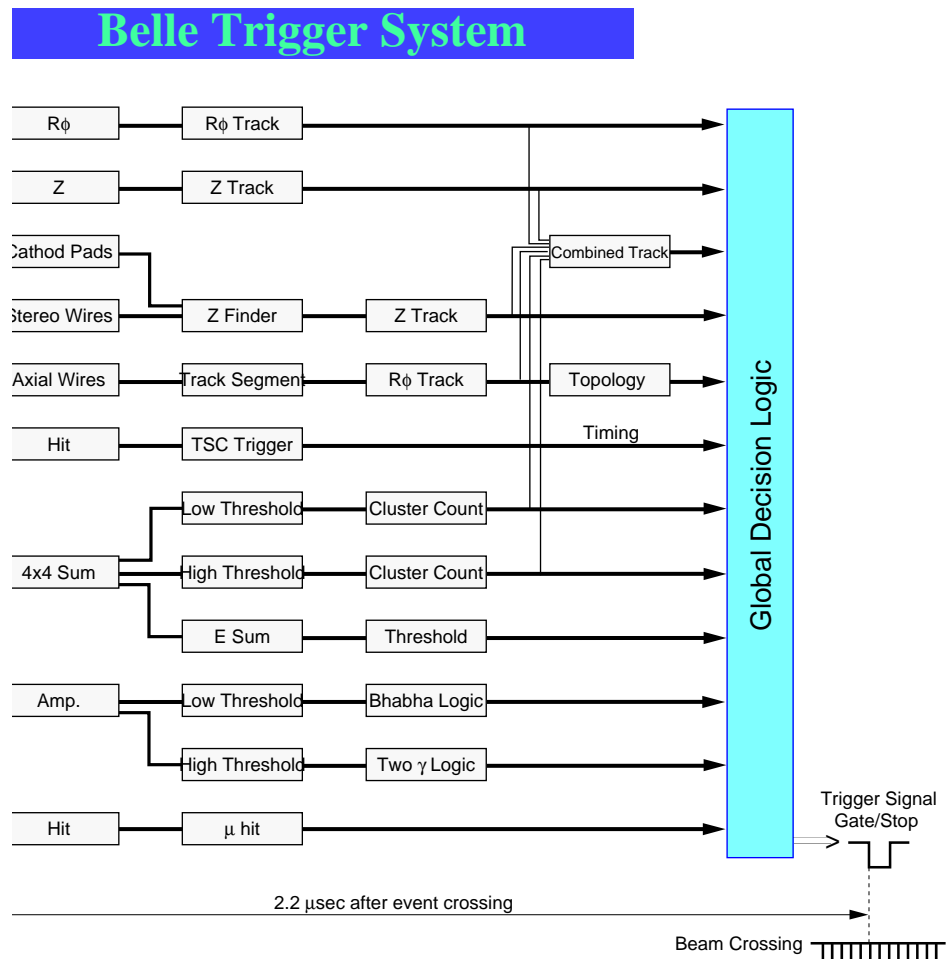 Belle Trigger System
Rϕ
Rϕ Track
Z
Z Track
Cathod Pads
Combined Track
Stereo Wires
Z Finder
Z Track
Axial Wires
Track Segment
Rϕ Track
Topology
Hit
TSC Trigger
Timing
Low Threshold
Cluster Count
4x4 Sum
High Threshold
Cluster Count
E Sum
Threshold
Amp.
Low Threshold
Bhabha Logic
High Threshold
Two γ Logic
Hit
μ hit
Global Decision Logic
Trigger Signal
Gate/Stop
2.2 μsec after event crossing
Beam Crossing